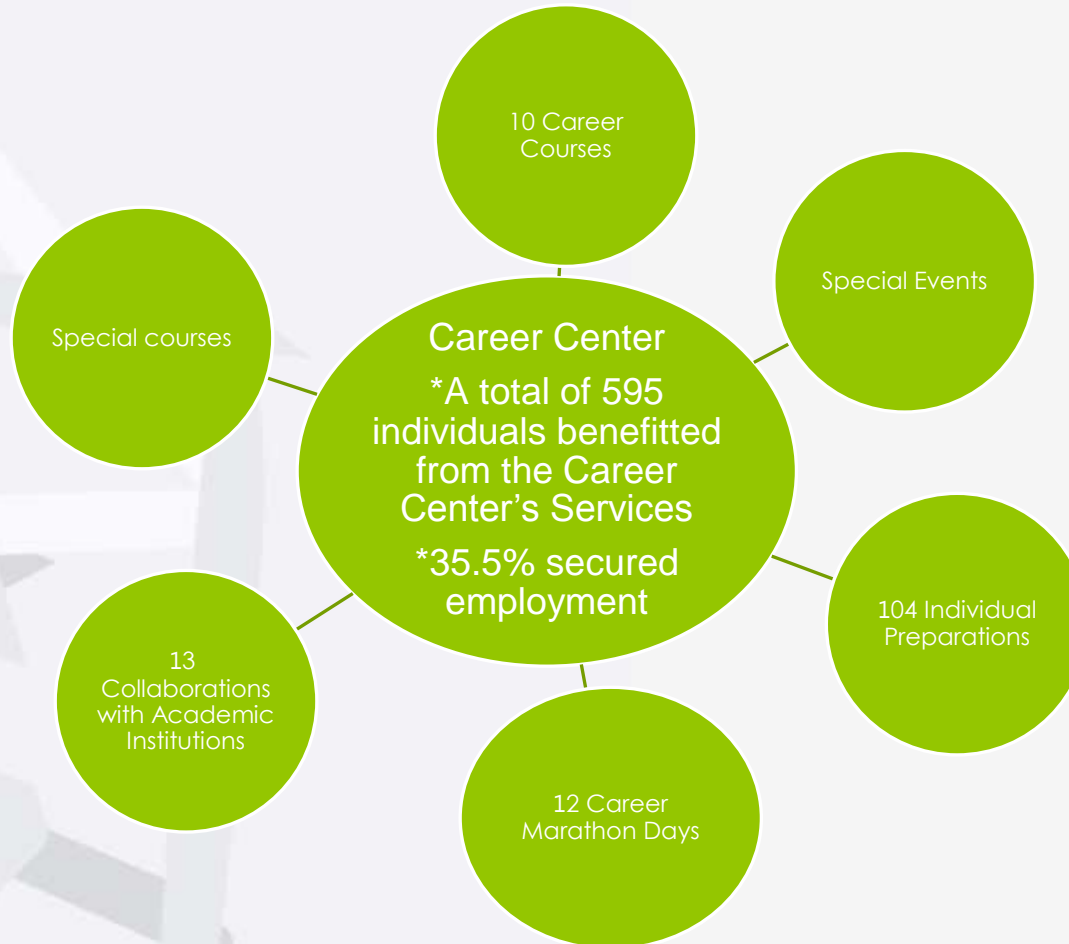 10 Career
Courses
Special Events
Special courses
Career Center
*A total of 595
individuals benefitted
from the Career
Center's Services
*35.5% secured
employment
104 Individual
Preparations
13
Collaborations
with Academic
Institutions
12 Career
Marathon Days